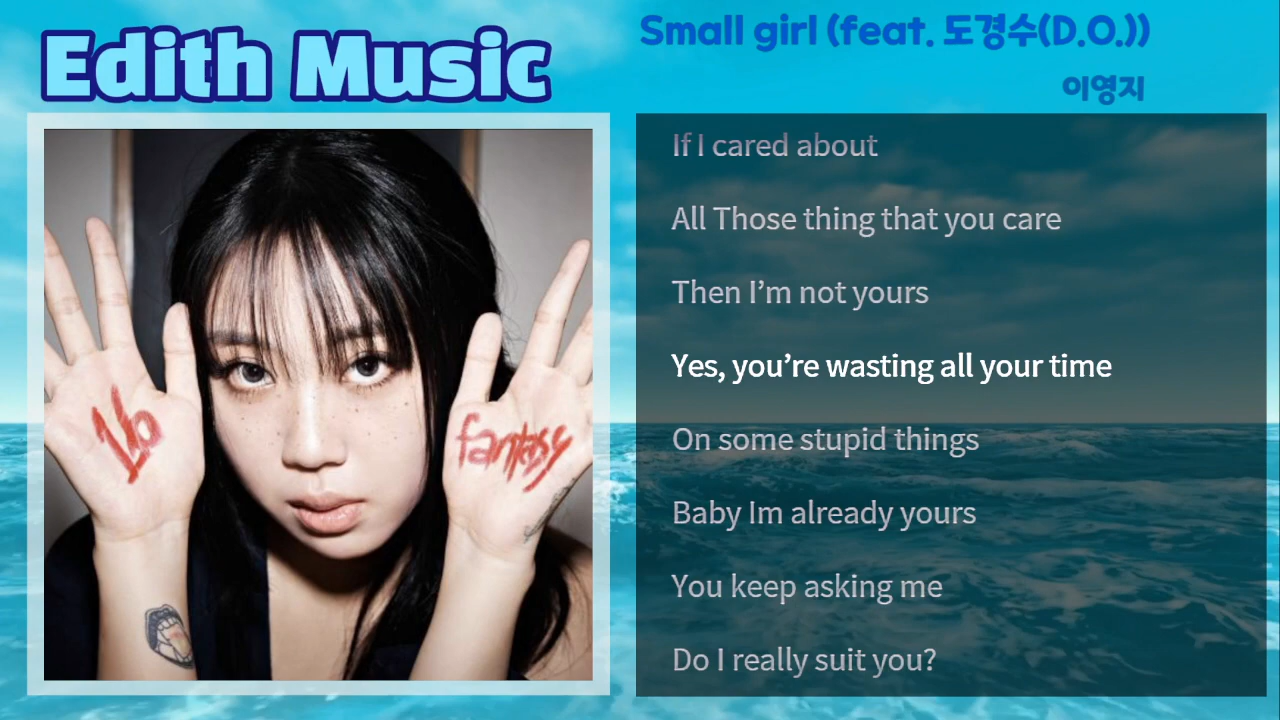 Edith Music
Small girl (feat. 도경수(D.O.))
이영지
No
fantasy
If I cared about
All Those thing that you care
Then I’m not yours
Yes, you’re wasting all your time
On some stupid things
Baby Im already yours
You keep asking me
Do I really suit you?